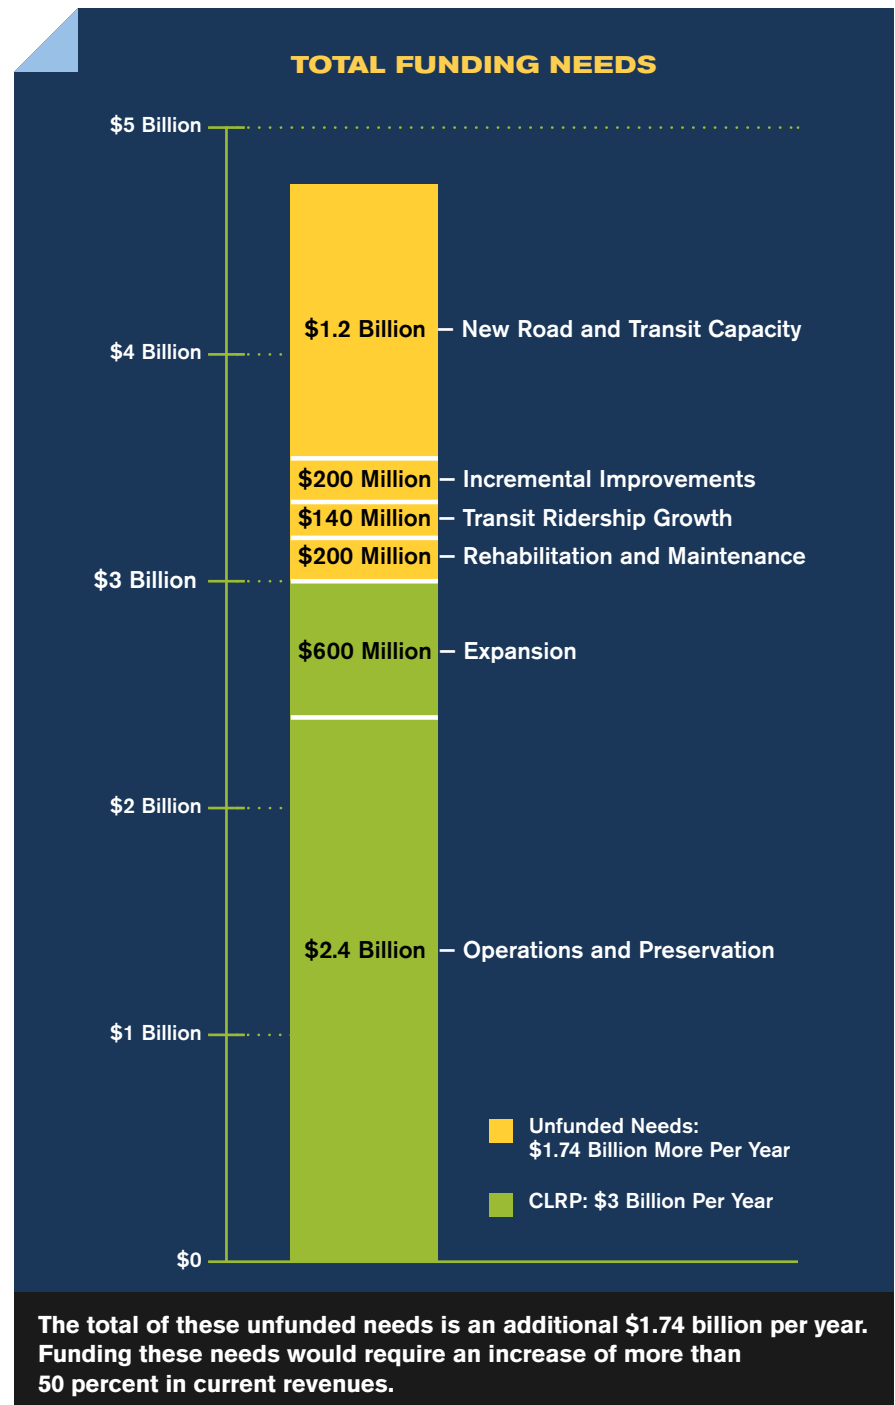 TOTAL FUNDING NEEDS
$5 Billion
$1.2 Billion
New Road and Transit Capacity
$4 Billion
$200 Million
Incremental Improvements
$140 Million
Transit Ridership Growth
$200 Million
Rehabilitation and Maintenance
$3 Billion
$600 Million
Expansion
$2 Billion
$2.4 Billion
Operations and Preservation
$1 Billion
Unfunded Needs:
$1.74 Billion More Per Year
CLRP: $3 Billion Per Year
$0
The total of these unfunded needs is an additional $1.74 billion per year.
Funding these needs would require an increase of more than
50 percent in current revenues.